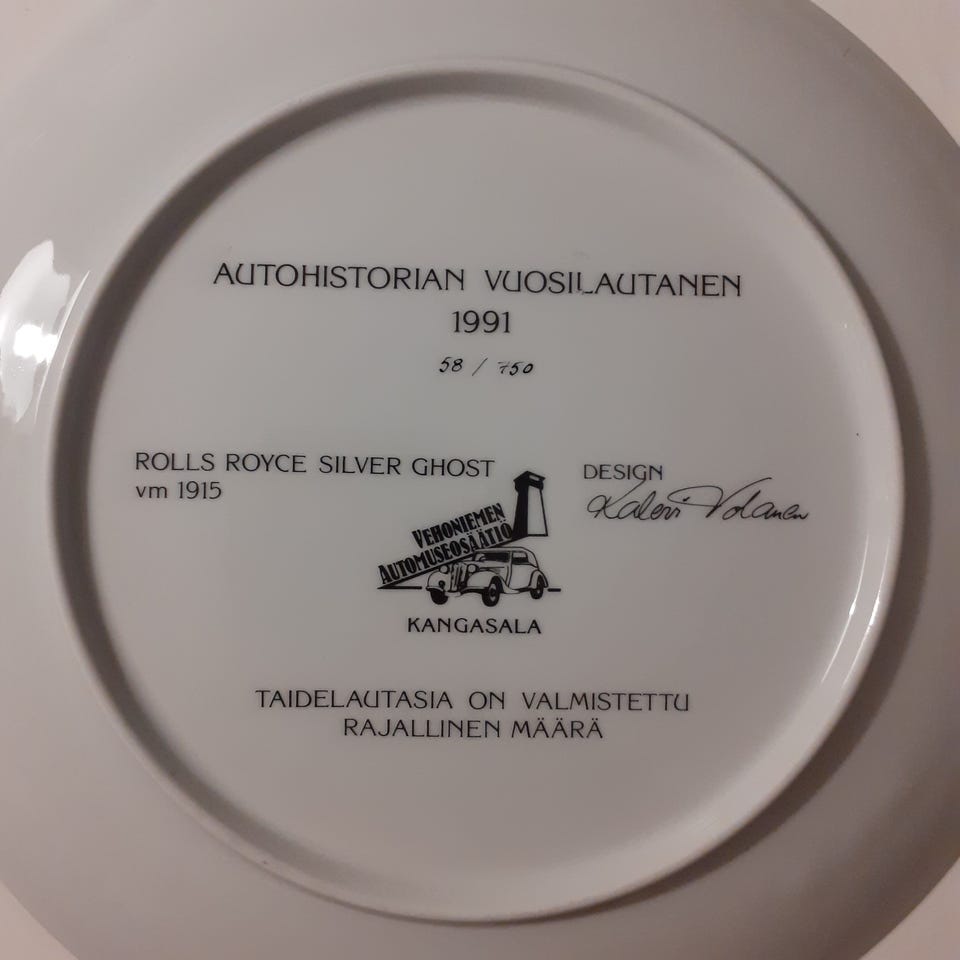 AUTOHISTORIAN VUOSILAUTANEN
1991
58 / 750
ROLLS ROYCE SILVER GHOST
vm 1915
VEHONIEMEN
AUTOMUSEOSÄÄTIÖ
KANGASALA
DESIGN
Kalevi Volanen
TAIDELAUTASIA ON VALMISTETTU
RAJALLINEN MÄÄRÄ